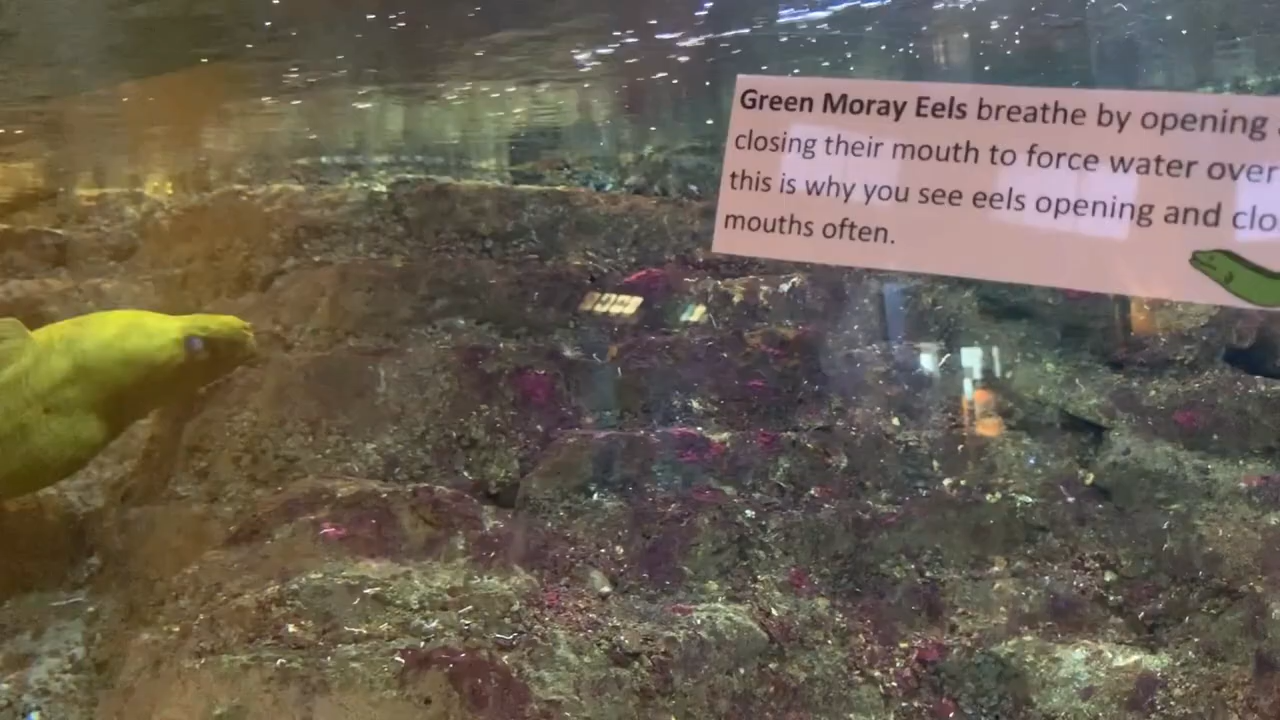 Green Moray Eels breathe by opening
closing their mouth to force water over
this is why you see eels opening and clo
mouths often.